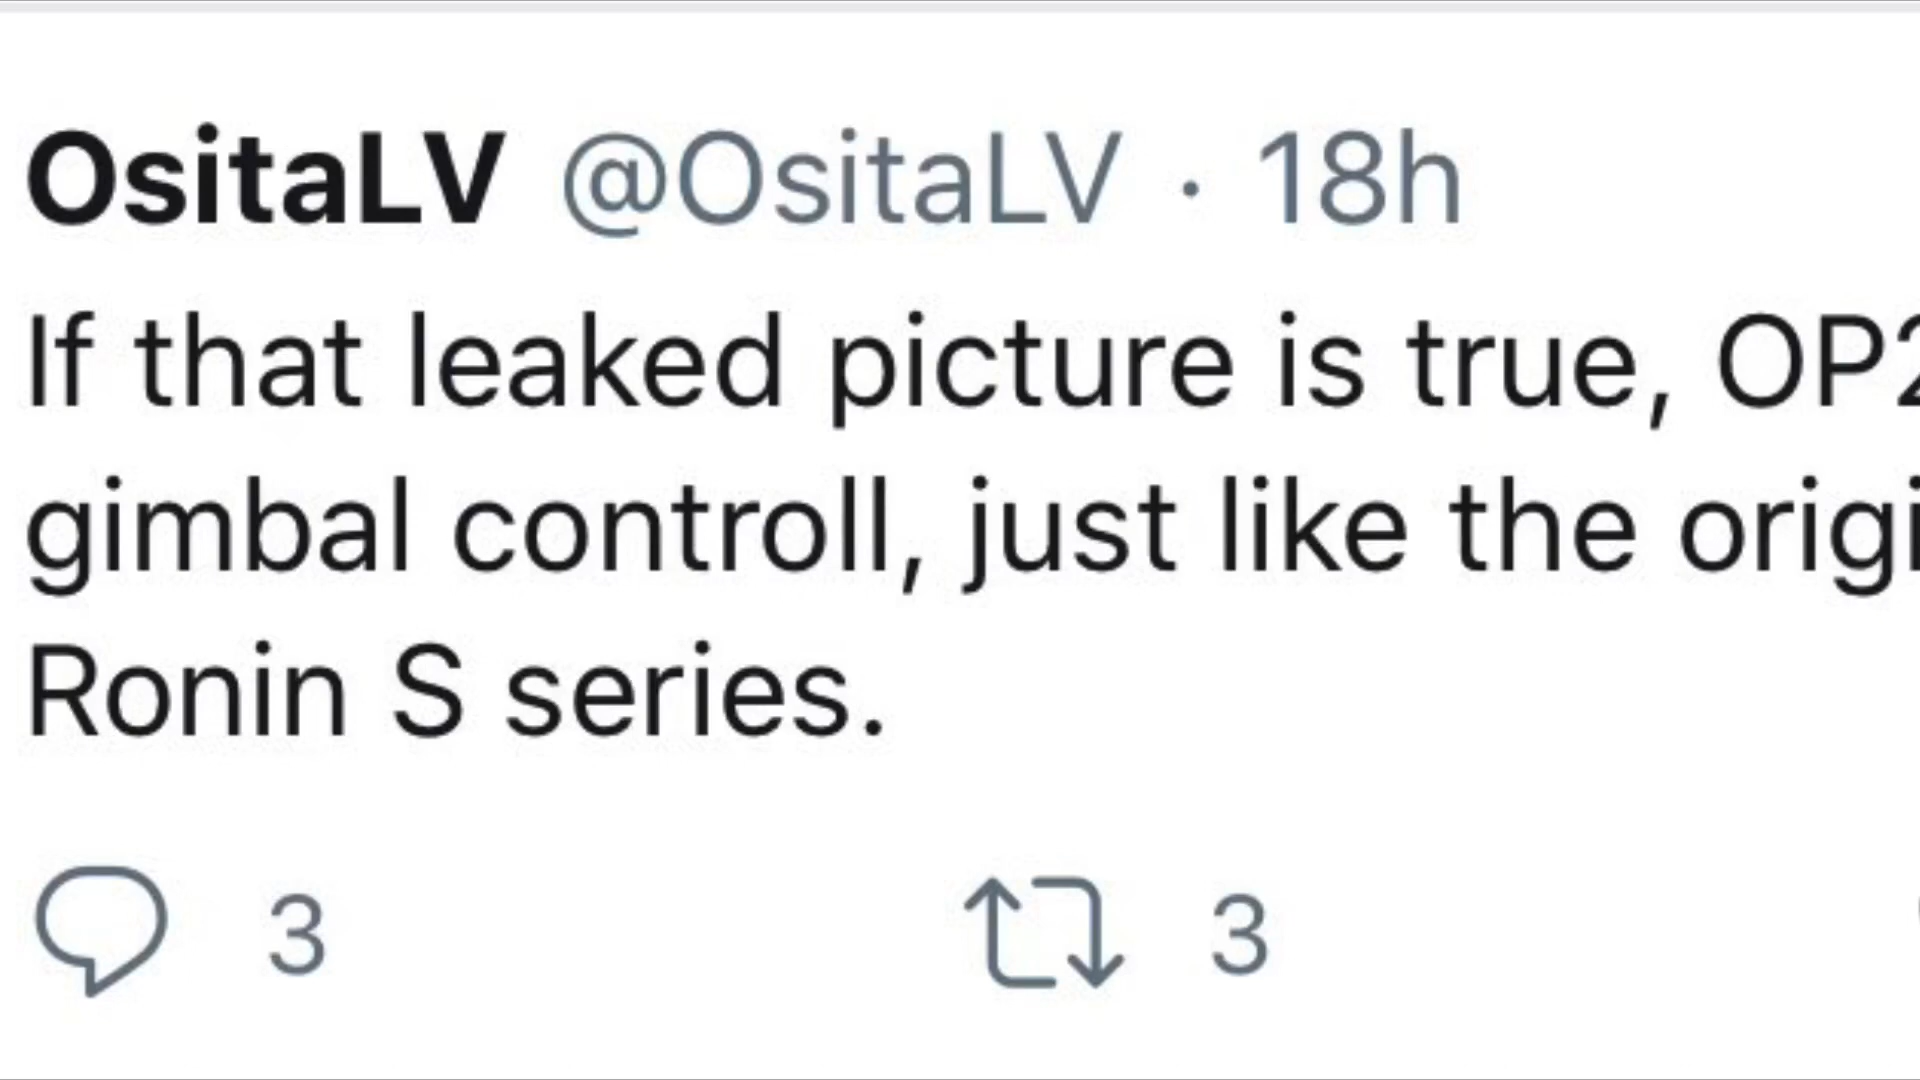 OsitaLV @OsitaLV · 18h
If that leaked picture is true, OP2
gimbal controll, just like the origi
Ronin S series.
3 3